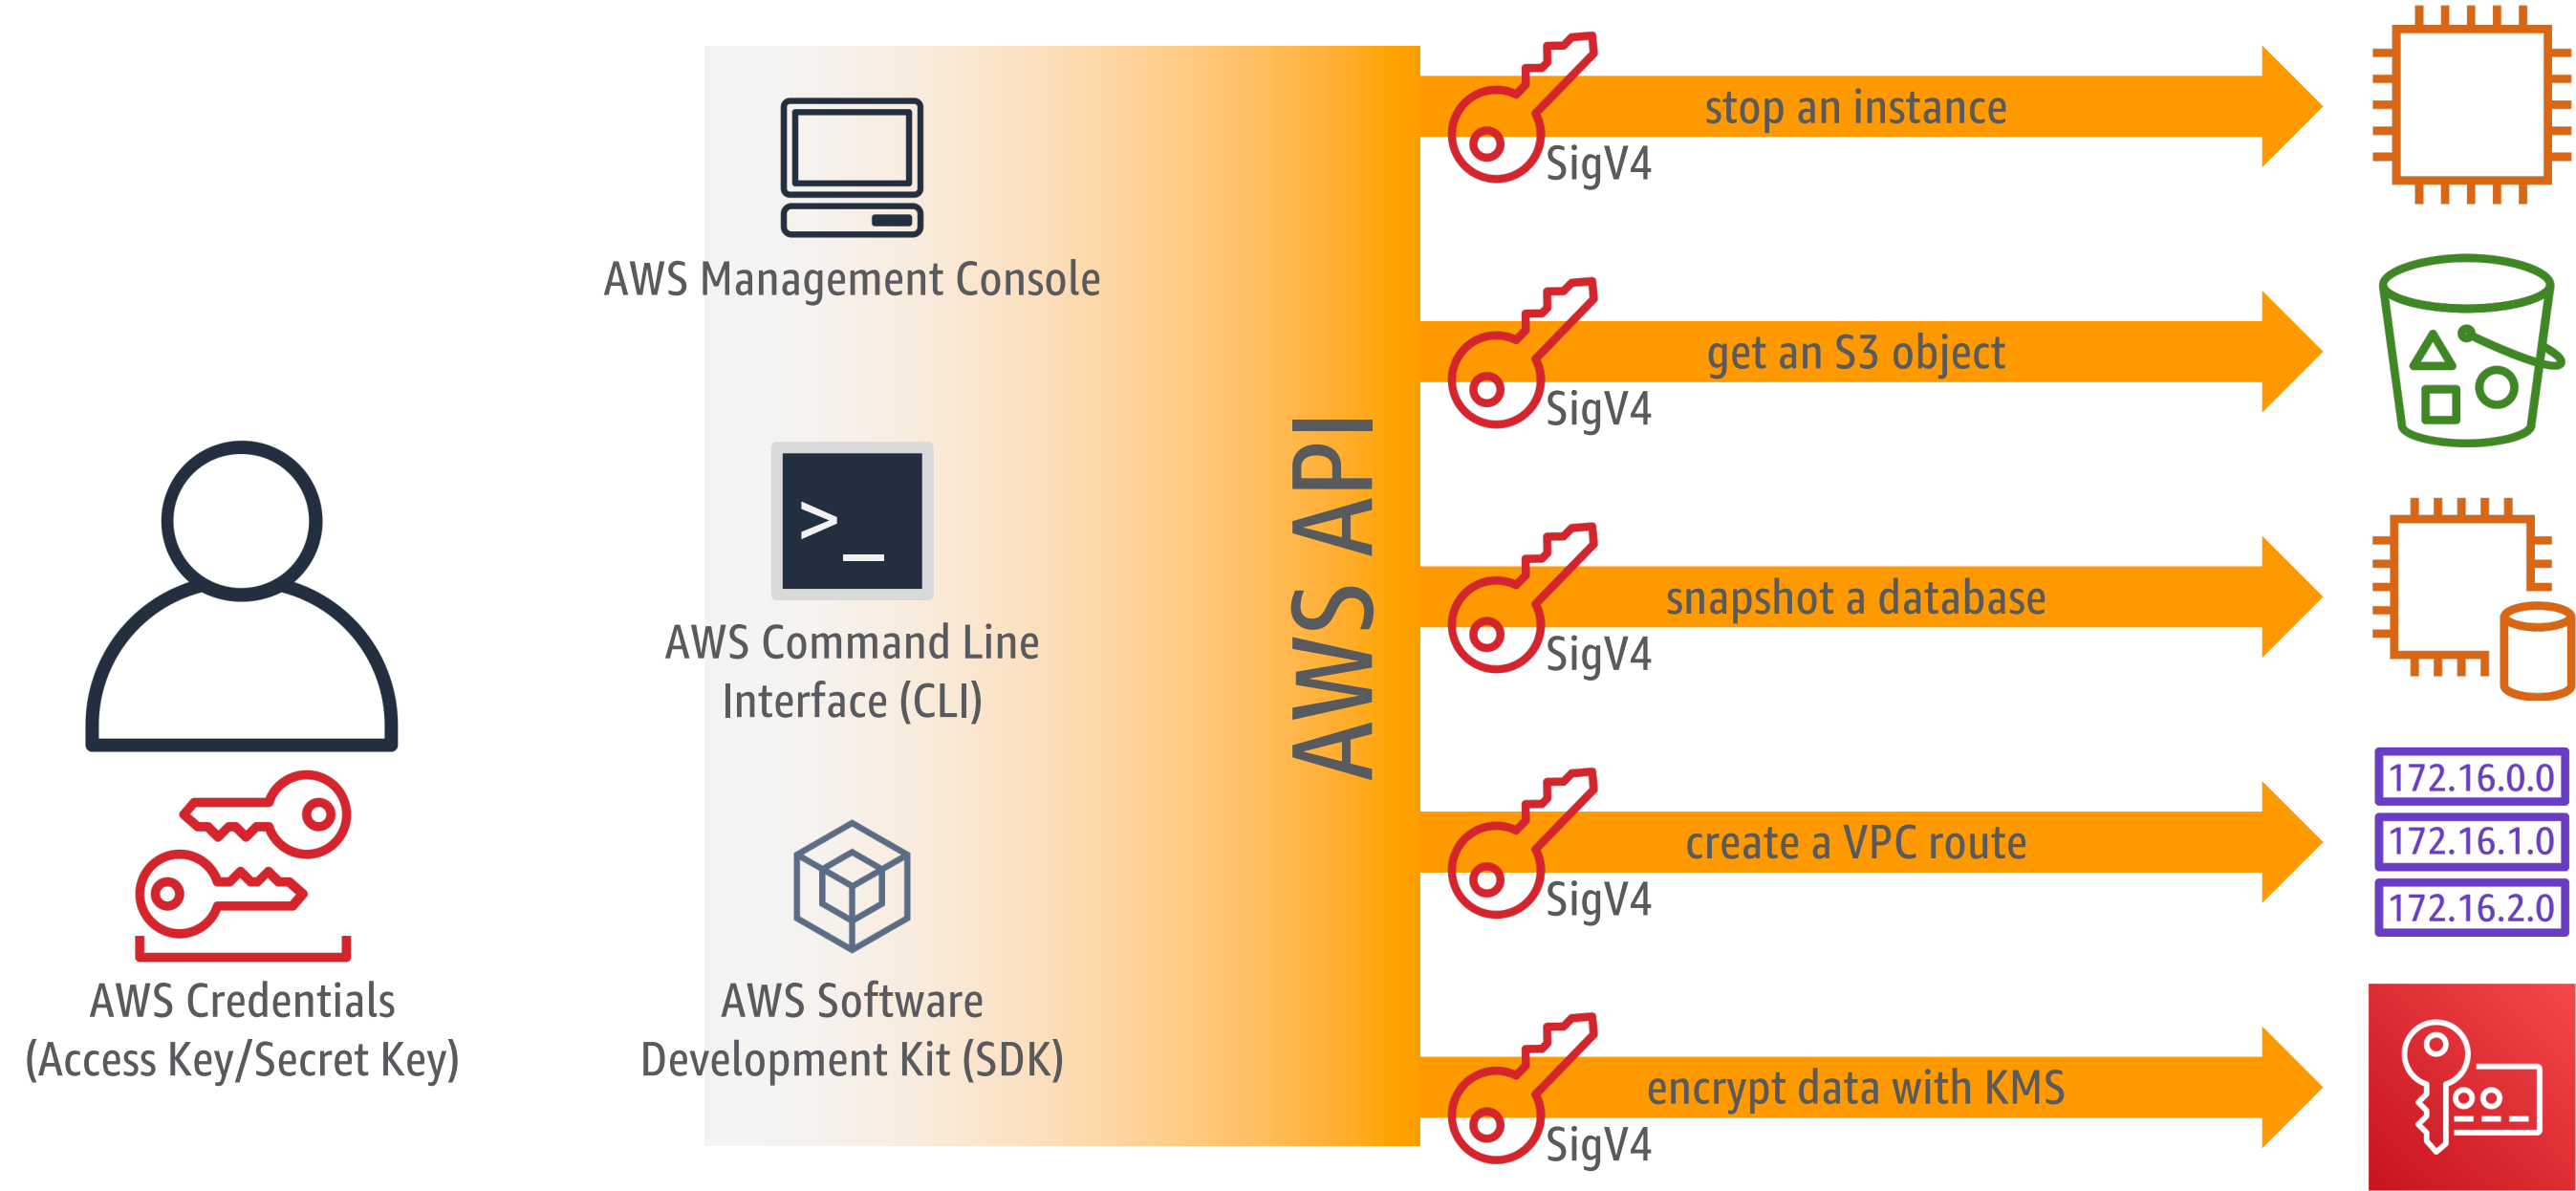 AWS Credentials
(Access Key/Secret Key)
AWS Management Console
>_
AWS Command Line
Interface (CLI)
AWS Software
Development Kit (SDK)
AWS API
stop an instance
SigV4
get an S3 object
SigV4
snapshot a database
SigV4
create a VPC route
SigV4
encrypt data with KMS
SigV4
172.16.0.0
172.16.1.0
172.16.2.0